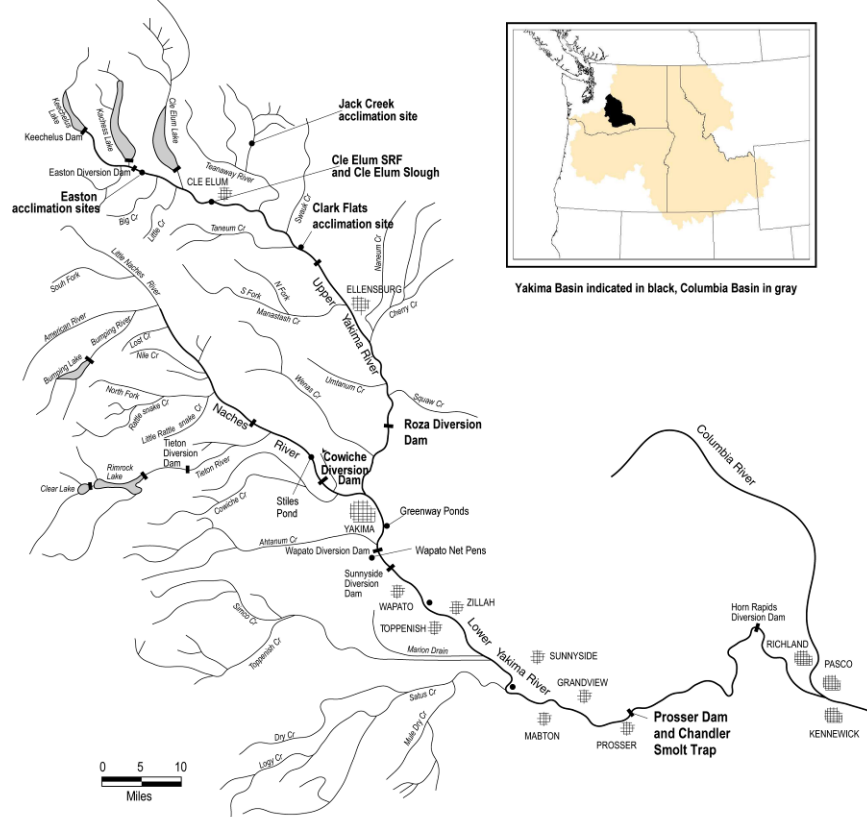 Keechelus
Lake
Kachess Lake
Cle Elum Lake
Jack Creek
acclimation site
Keechelus Dam
Teanaway River
Cle Elum SRF
and Cle Elum Slough
Easton Diversion Dam
CLE ELUM
Easton
acclimation sites
Big Cr
Little Cr
Swauk Cr
Clark Flats
acclimation site
Taneum Cr
Naneum Cr
Yakima Basin indicated in black, Columbia Basin in gray
Little Naches
River
South Fork
N Fork
S Fork
Manastash Cr
ELLENSBURG
Cherry Cr
Upper Yakima River
American River
Bumping River
Bumping Lake
Lost Cr
Nile Cr
Wenas Cr
Umtanum Cr
Squaw Cr
North Fork
Rattle snake Cr
Little Rattle snake Cr
Naches
River
Roza Diversion
Dam
Tieton
Diversion
Dam
Cowiche
Diversion
Dam
Columbia River
Rimrock
Lake
Clear Lake
Tieton River
Stiles
Pond
Cowiche Cr
YAKIMA
Greenway Ponds
Ahtanum Cr
Wapato Diversion Dam
Wapato Net Pens
Sunnyside
Diversion
Dam
WAPATO
ZILLAH
TOPPENISH
Simco Cr
Toppenish Cr
Marion Drain
Lower Yakima River
SUNNYSIDE
GRANDVIEW
Horn Rapids
Diversion Dam
RICHLAND
PASCO
KENNEWICK
Satus Cr
Dry Cr
Logy Cr
Mule Dry Cr
MABTON
PROSSER
Prosser Dam
and Chandler
Smolt Trap
0 5 10
Miles